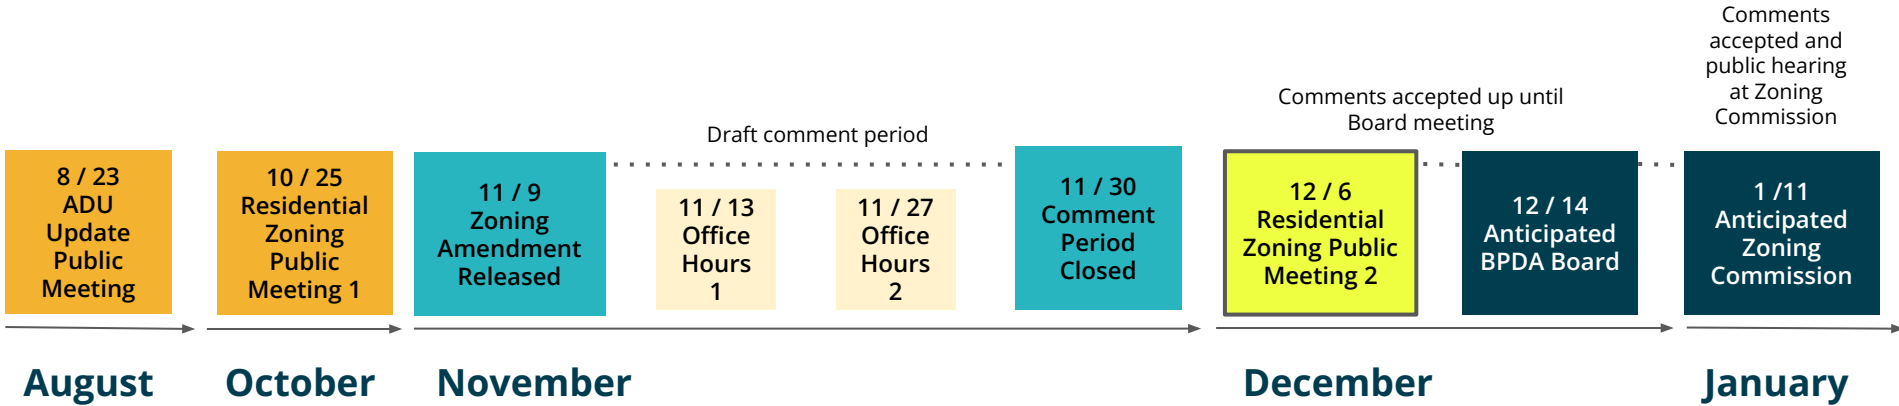 8 / 23
ADU
Update
Public
Meeting
10 / 25
Residential
Zoning
Public
Meeting 1
11 / 9
Zoning
Amendment
Released
Draft comment period
11 / 13
Office
Hours
1
11 / 27
Office
Hours
2
11 / 30
Comment
Period
Closed
Comments accepted up until
Board meeting
12 / 6
Residential
Zoning Public
Meeting 2
12 / 14
Anticipated
BPDA Board
Comments
accepted and
public hearing
at Zoning
Commission
1 /11
Anticipated
Zoning
Commission
August
October
November
December
January